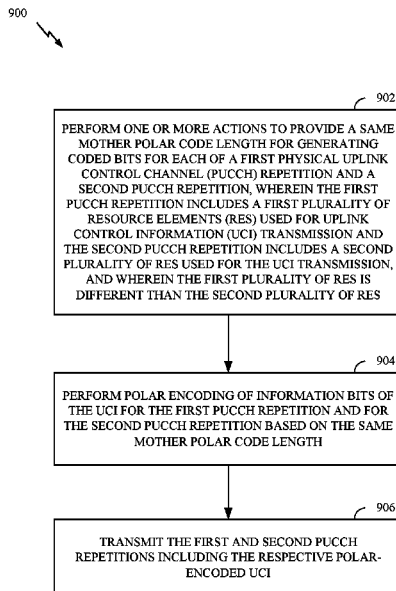 900
902
PERFORM ONE OR MORE ACTIONS TO PROVIDE A SAME
MOTHER POLAR CODE LENGTH FOR GENERATING
CODED BITS FOR EACH OF A FIRST PHYSICAL UPLINK
CONTROL CHANNEL (PUCCH) REPETITION AND A
SECOND PUCCH REPETITION, WHEREIN THE FIRST
PUCCH REPETITION INCLUDES A FIRST PLURALITY OF
RESOURCE ELEMENTS (RES) USED FOR UPLINK
CONTROL INFORMATION (UCI) TRANSMISSION AND
THE SECOND PUCCH REPETITION INCLUDES A SECOND
PLURALITY OF RES USED FOR THE UCI TRANSMISSION,
AND WHEREIN THE FIRST PLURALITY OF RES IS
DIFFERENT THAN THE SECOND PLURALITY OF RES
904
PERFORM POLAR ENCODING OF INFORMATION BITS OF
THE UCI FOR THE FIRST PUCCH REPETITION AND FOR
THE SECOND PUCCH REPETITION BASED ON THE SAME
MOTHER POLAR CODE LENGTH
906
TRANSMIT THE FIRST AND SECOND PUCCH
REPETITIONS INCLUDING THE RESPECTIVE POLAR-
ENCODED UCI